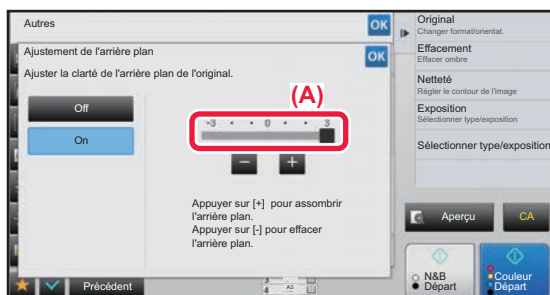 Autres
OK
Ajustement de l'arrière plan
OK
Ajuster la clarté de l'arrière plan de l'original.
(A)
Off
On
-3 • • 0 • • 3
− +
Appuyer sur [+] pour assombrir
l'arrière plan.
Appuyer sur [-] pour effacer
l'arrière plan.
Précédent
A3
4
Original
Changer format/orientat.
Effacement
Effacer ombre
Netteté
Régler le contour de l'image
Exposition
Sélectionner type/exposition
Sélectionner type/exposition
Aperçu
CA
N&B
Départ
Couleur
Départ